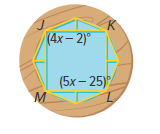 J K
(4x − 2)°
(5x − 25)°
M L